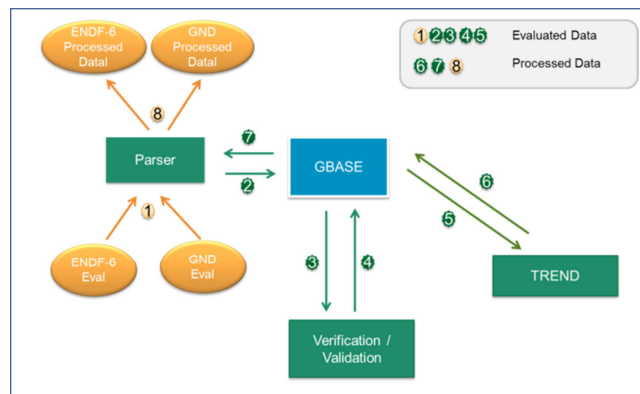 ENDF-6
Processed
Datal
GND
Processed
Datal
1 2 3 4 5 Evaluated Data
6 7 8 Processed Data
8
7
Parser
GBASE
2
6
5
1
3
4
ENDF-6
Eval
GND
Eval
TREND
Verification /
Validation